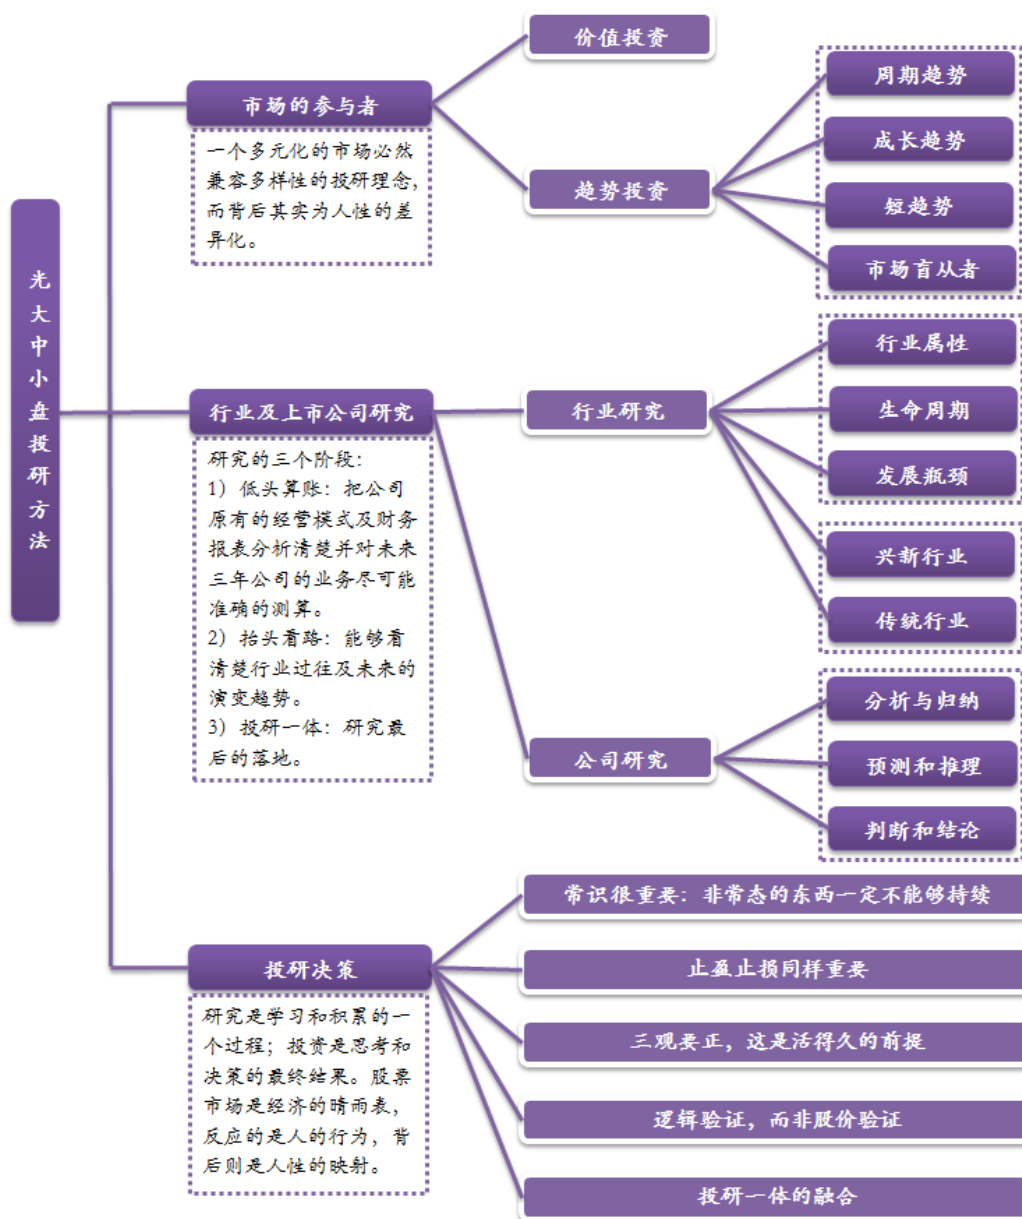 光大中小盘投研方法
市场的参与者
一个多元化的市场必然
兼容多样性的投研理念，
而背后其实为人性的差
异化。
价值投资
趋势投资
周期趋势
成长趋势
短趋势
市场盲从者
行业及上市公司研究
研究的三个阶段：
1）低头算账：把公司
原有的经营模式及财务
报表分析清楚并对未来
三年公司的业务尽可能
准确的测算。
2）抬头看路：能够看
清楚行业过往及未来的
演变趋势。
3）投研一体：研究最
后的落地。
行业研究
行业属性
生命周期
发展瓶颈
兴新行业
传统行业
公司研究
分析与归纳
预测和推理
判断和结论
投研决策
研究是学习和积累的一
个过程；投资是思考和
决策的最终结果。股票
市场是经济的晴雨表，
反应的是人的行为，背
后则是人性的映射。
常识很重要：非常态的东西一定不能够持续
止盈止损同样重要
三观要正，这是活得久的前提
逻辑验证，而非股价验证
投研一体的融合